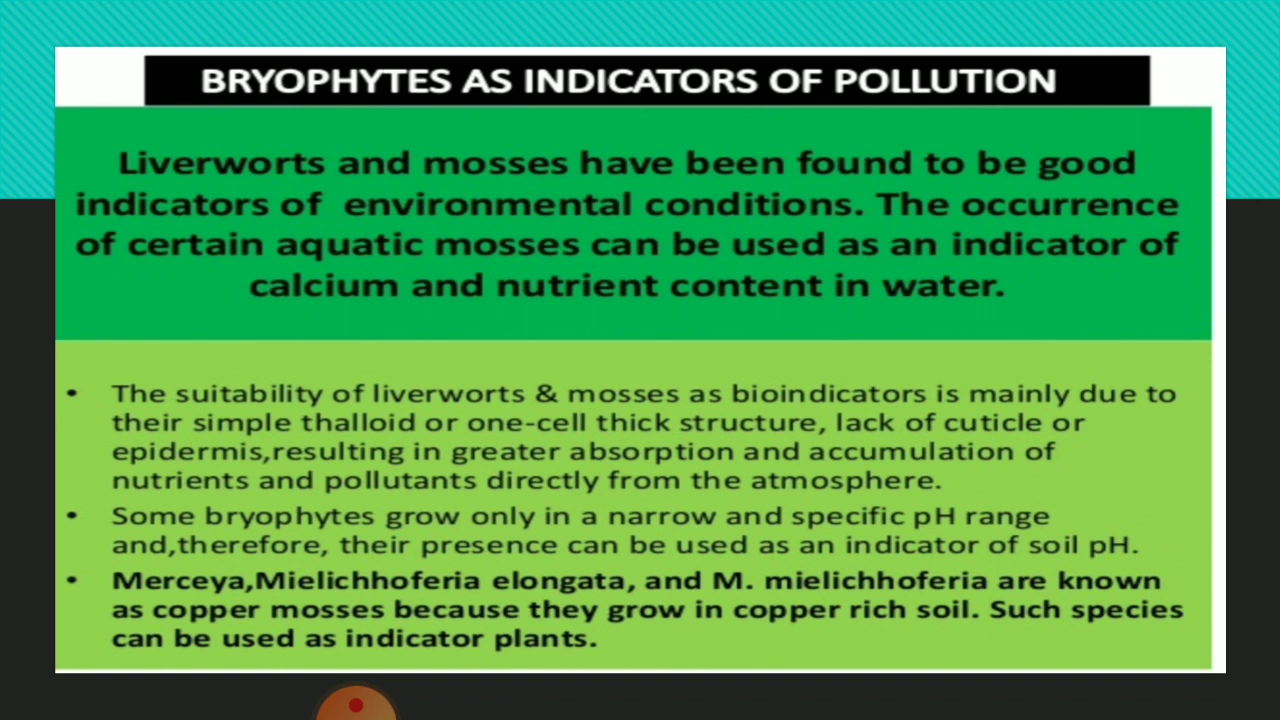 BRYOPHYTES AS INDICATORS OF POLLUTION
Liverworts and mosses have been found to be good
indicators of environmental conditions. The occurrence
of certain aquatic mosses can be used as an indicator of
calcium and nutrient content in water.
• The suitability of liverworts & mosses as bioindicators is mainly due to
their simple thalloid or one-cell thick structure, lack of cuticle or
epidermis,resulting in greater absorption and accumulation of
nutrients and pollutants directly from the atmosphere.
• Some bryophytes grow only in a narrow and specific pH range
and,therefore, their presence can be used as an indicator of soil pH.
• Merceya,Mielichhoferia elongata, and M. mielichhoferia are known
as copper mosses because they grow in copper rich soil. Such species
can be used as indicator plants.